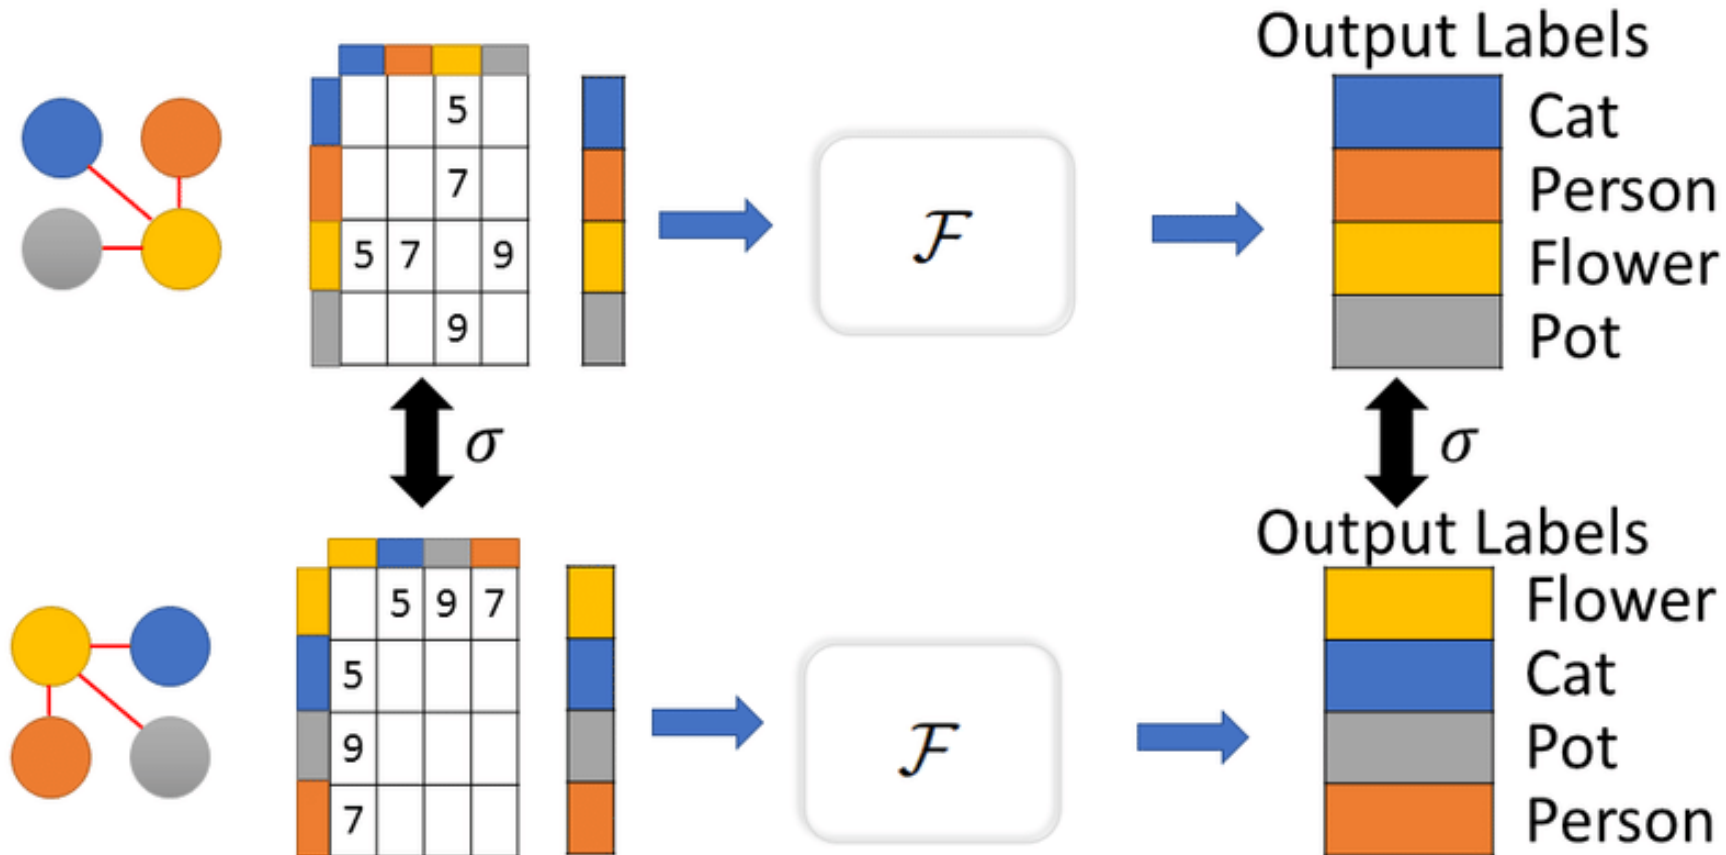 Output Labels
5
Cat
7
Person
5 7 9
Flower
9
Pot
ℱ
σ
σ
Output Labels
5 9 7
Flower
5
Cat
9
Pot
7
Person
ℱ